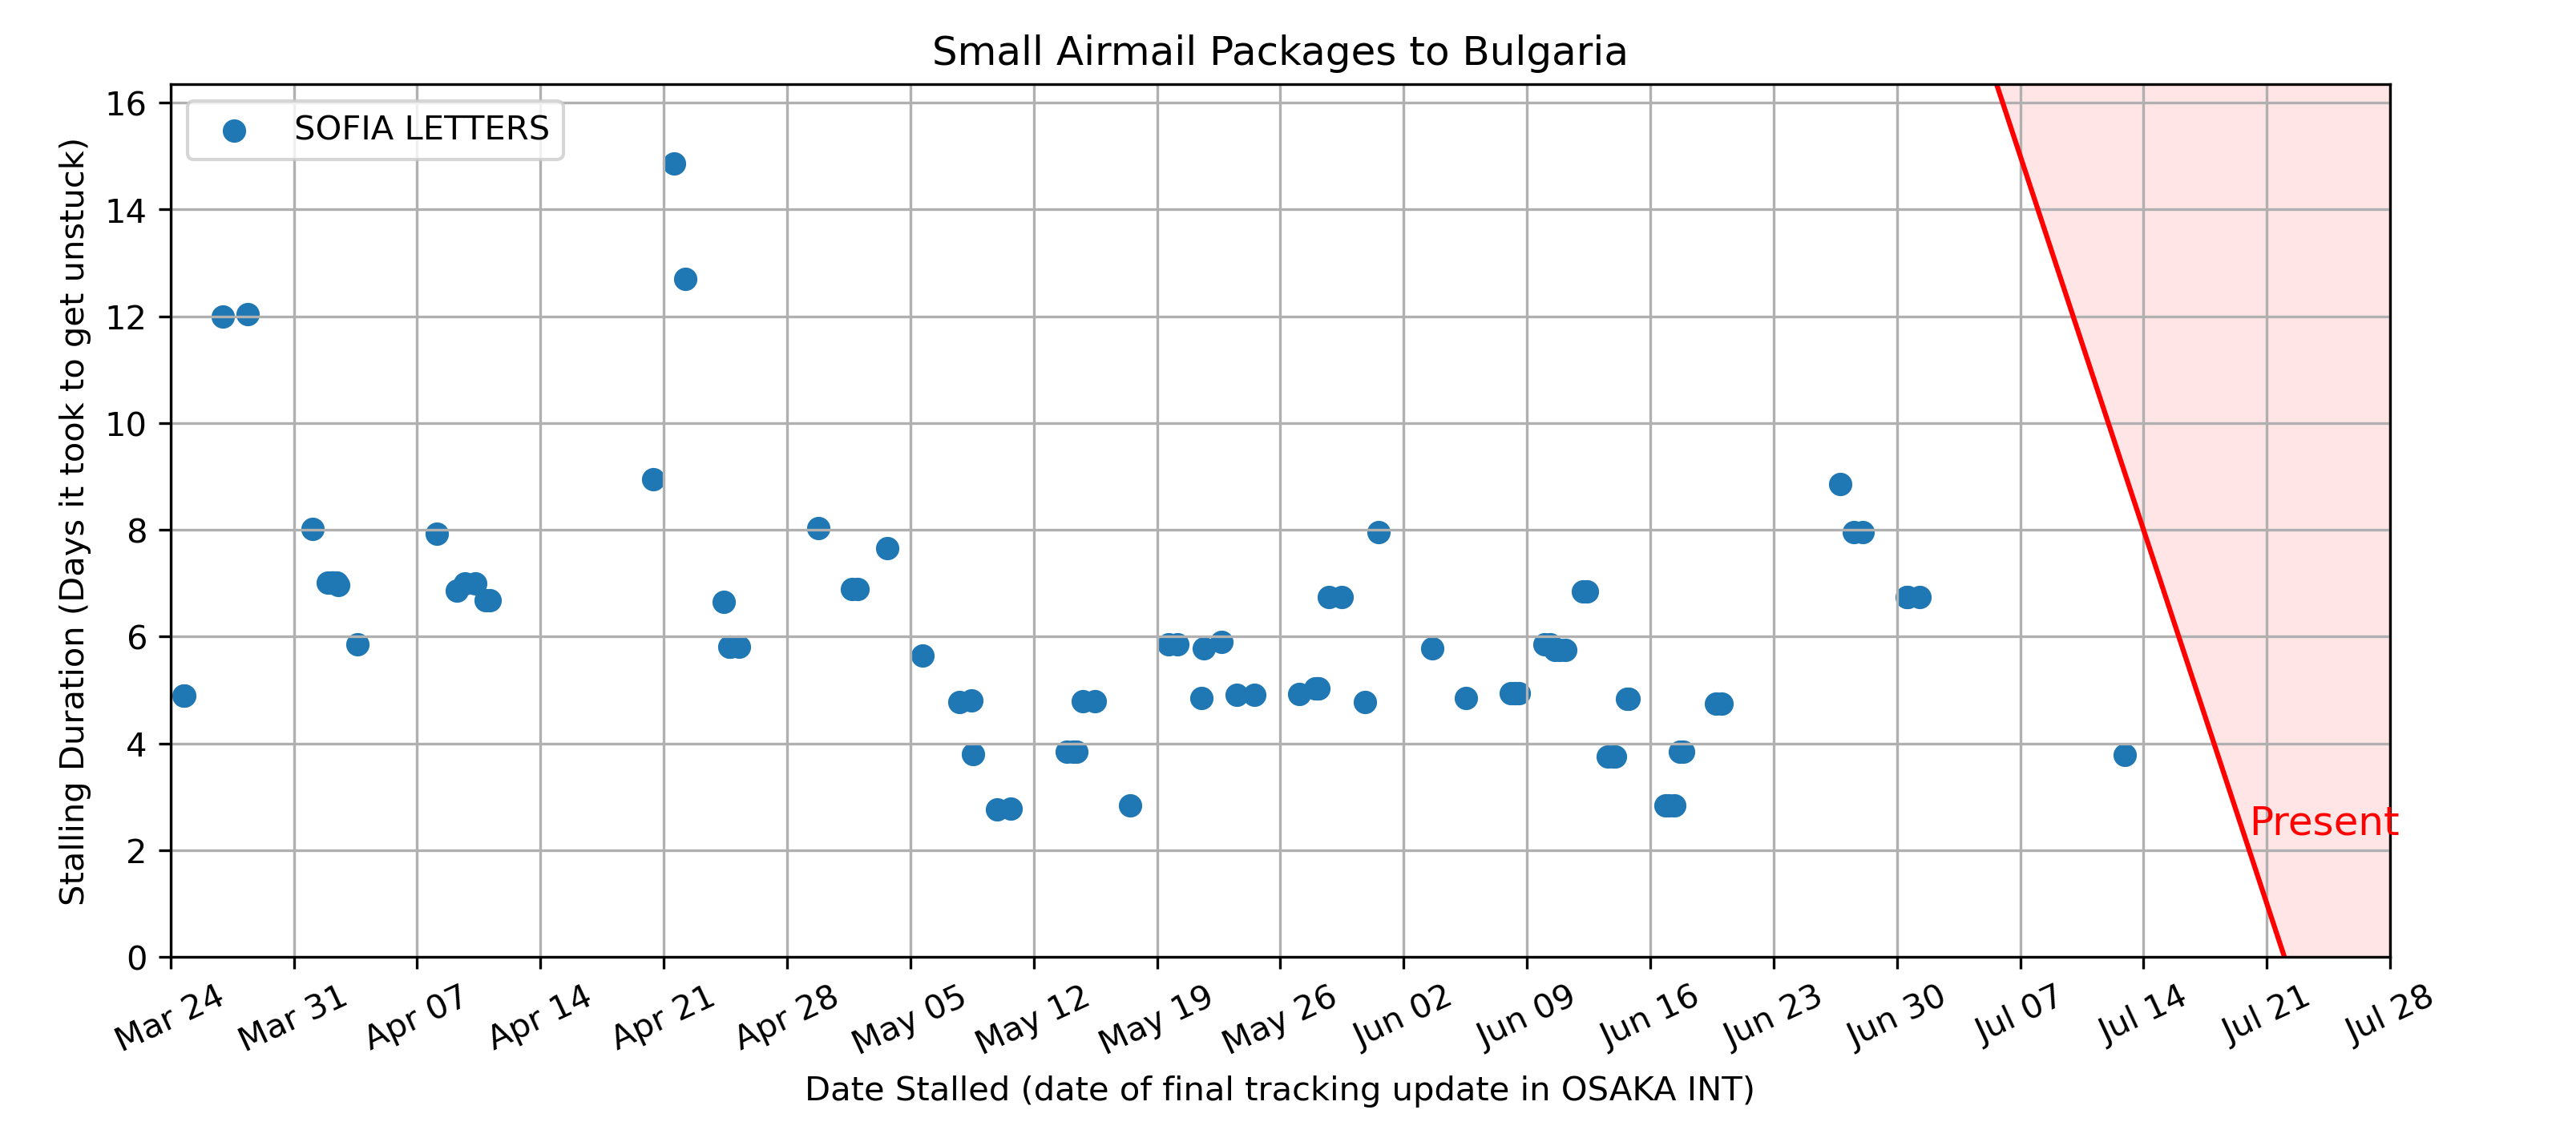 Small Airmail Packages to Bulgaria
SOFIA LETTERS
Stalling Duration (Days it took to get unstuck)
16
14
12
10
8
6
4
2
0
Present
Mar 24
Mar 31
Apr 07
Apr 14
Apr 21
Apr 28
May 05
May 12
May 19
May 26
Jun 02
Jun 09
Jun 16
Jun 23
Jun 30
Jul 07
Jul 14
Jul 21
Jul 28
Date Stalled (date of final tracking update in OSAKA INT)